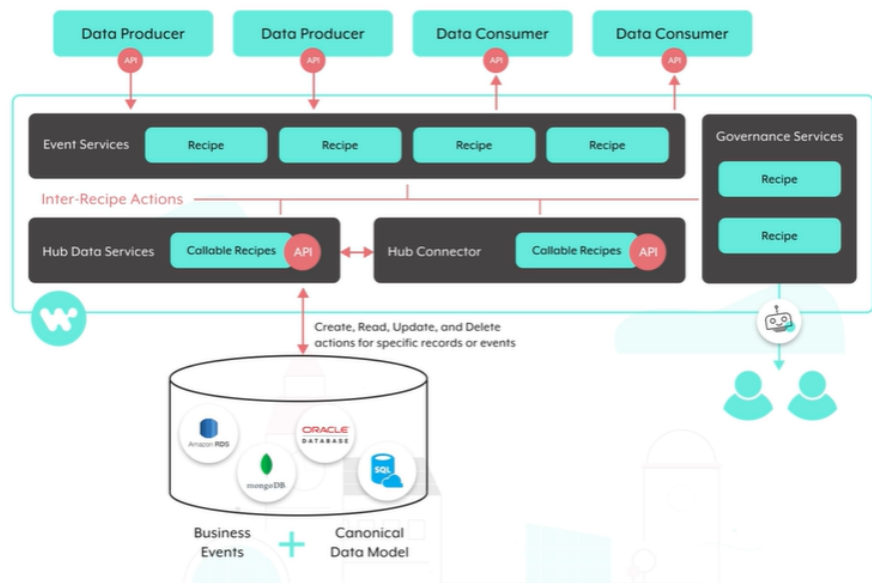 Data Producer
Data Producer
Data Consumer
Data Consumer
API
API
API
API
Event Services
Recipe
Recipe
Recipe
Recipe
Governance Services
Recipe
Recipe
Inter-Recipe Actions
Hub Data Services
Callable Recipes
API
Hub Connector
Callable Recipes
API
Create, Read, Update, and Delete
actions for specific records or events
Amazon RDS
ORACLE
DATABASE
mongoDB
SQL
Business
Events
+
Canonical
Data Model